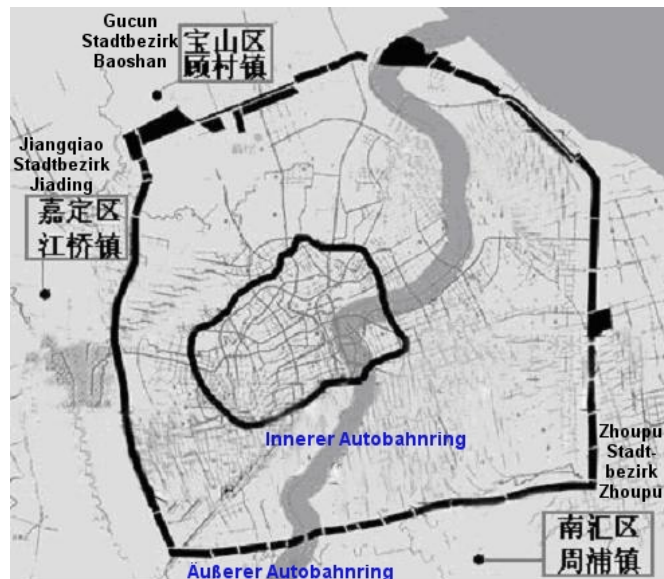 Gucun
Stadtbezirk
Baoshan
宝山区
顾村镇
Jiangqiao
Stadtbezirk
Jiading
嘉定区
江桥镇
Innerer Autobahnring
Zhoupu
Stadt-
bezirk
Zhoupu
南汇区
周浦镇
Äußerer Autobahnring